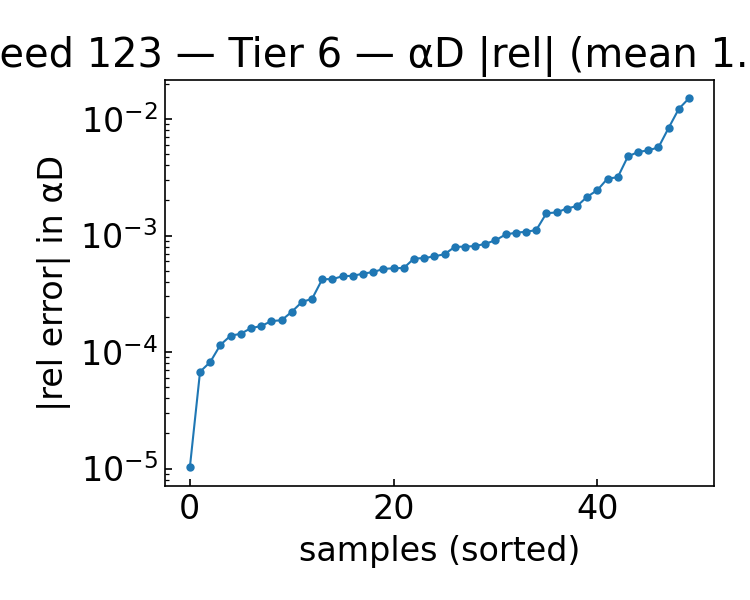 eed 123 — Tier 6 — αD |rel| (mean 1.
|rel error| in αD
10⁻²
10⁻³
10⁻⁴
10⁻⁵
0 20 40
samples (sorted)